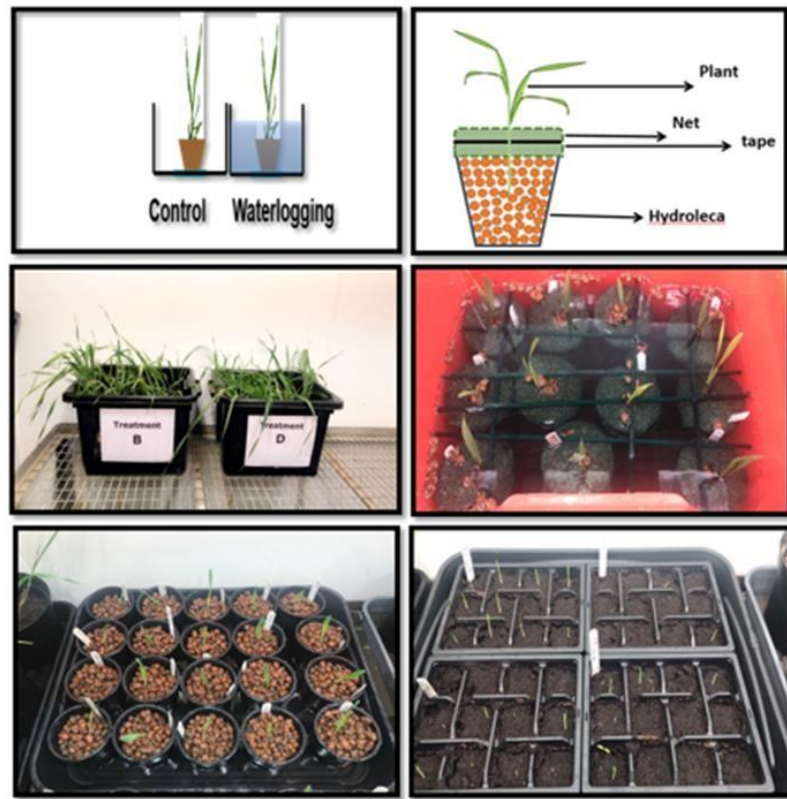 Control
Waterlogging
Plant
Net
tape
Hydroleca
Treatment
B
Treatment
D